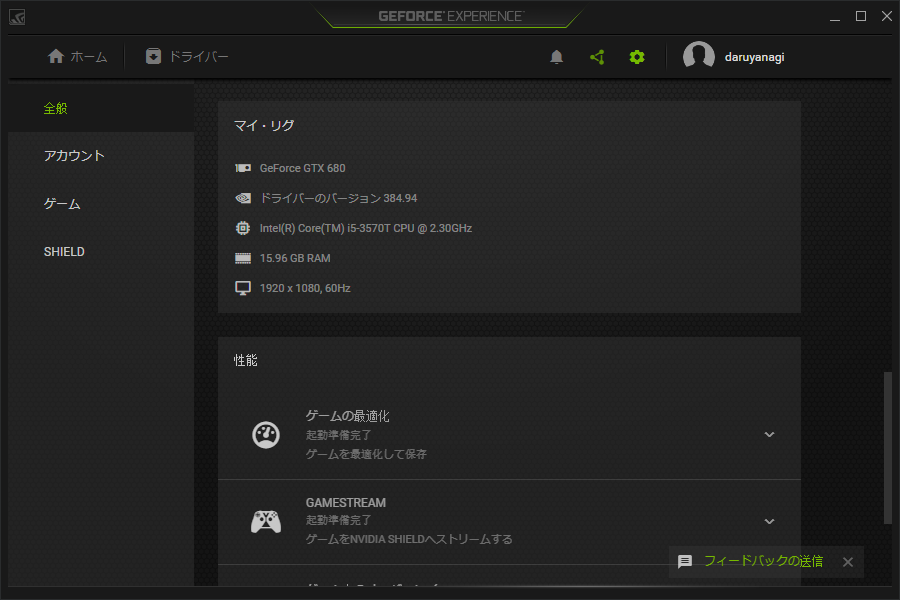 GEFORCE EXPERIENCE
ホーム
ドライバー
daruyanagi
全般
アカウント
ゲーム
SHIELD
マイ・リグ
GeForce GTX 680
ドライバーのバージョン 384.94
Intel(R) Core(TM) i5-3570T CPU @ 2.30GHz
15.96 GB RAM
1920 x 1080, 60Hz
性能
ゲームの最適化
起動準備完了
ゲームを最適化して保存
GAMESTREAM
起動準備完了
ゲームをNVIDIA SHIELDへストリームする
フィードバックの送信